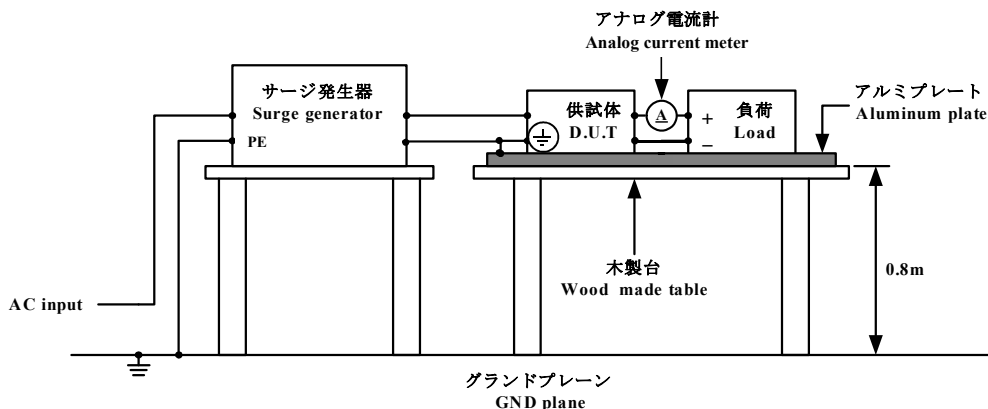 アナログ電流計
Analog current meter
サージ発生器
Surge generator
PE
供試体
D.U.T
A
負荷
Load
+
−
アルミプレート
Aluminum plate
木製台
Wood made table
0.8m
AC input
グランドプレーン
GND plane